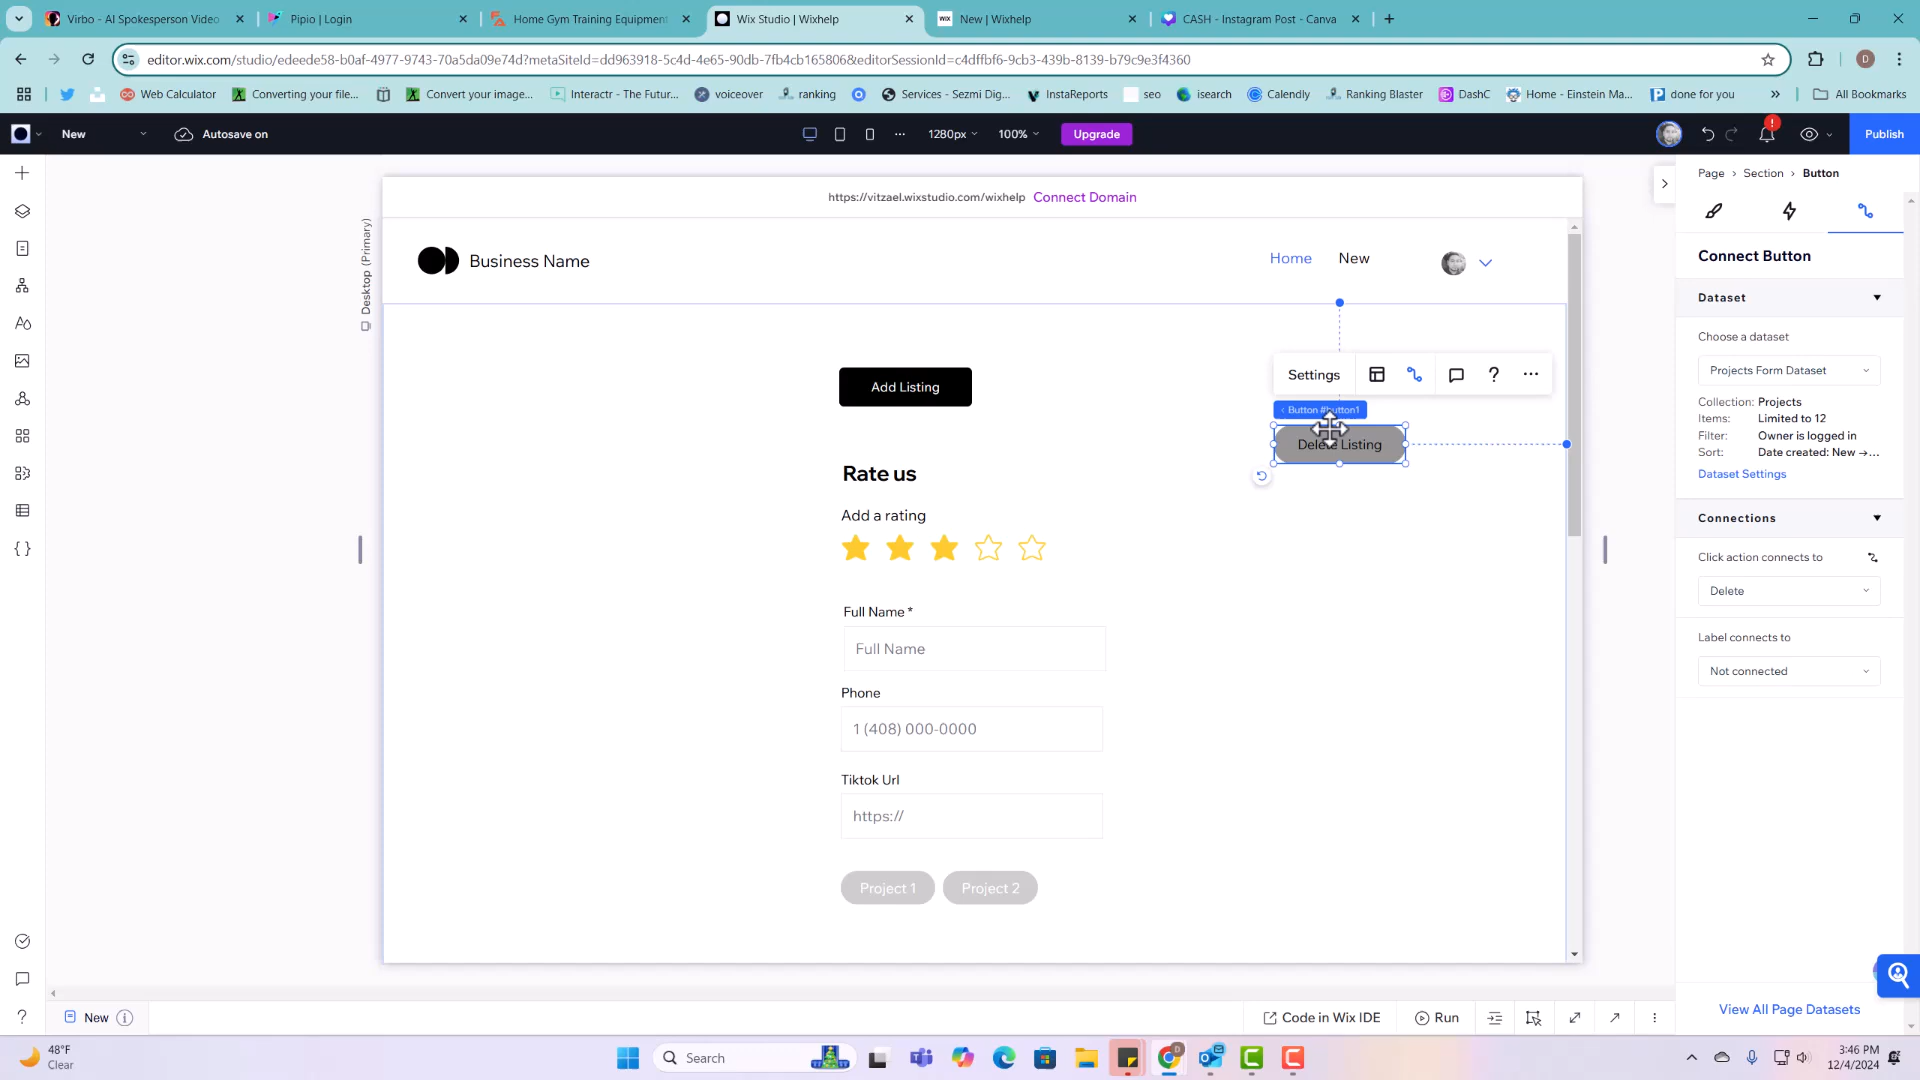 Virbo - AI Spokesperson Video
Pipio | Login
Home Gym Training Equipment
Wix Studio | Wixhelp
WIX
New | Wixhelp
CASH - Instagram Post - Canva
editor.wix.com/studio/edeede58-b0af-4977-9743-70a5da09e74d?metaSiteId=dd963918-5c4d-4e65-90db-7fb4cb165806&editorSessionId=c4dffbf6-9cb3-439b-8139-b79c9e3f4360
D
Web Calculator
Converting your file...
Convert your image...
Interactr - The Futur...
voiceover
ranking
Services - Sezmi Dig...
InstaReports
seo
isearch
Calendly
Ranking Blaster
DashC
Home - Einstein Ma...
done for you
All Bookmarks
New
Autosave on
1280px
100%
Upgrade
Publish
https://vitzael.wixstudio.com/wixhelp Connect Domain
Desktop (Primary)
Business Name
Home
New
Add Listing
Settings
Button #button1
Delete Listing
Rate us
Add a rating
Full Name *
Full Name
Phone
1 (408) 000-0000
Tiktok Url
https://
Project 1
Project 2
Page > Section > Button
Connect Button
Dataset
Choose a dataset
Projects Form Dataset
Collection: Projects
Items: Limited to 12
Filter: Owner is logged in
Sort: Date created: New →...
Dataset Settings
Connections
Click action connects to
Delete
Label connects to
Not connected
View All Page Datasets
New
Code in Wix IDE
Run
48°F
Clear
Search
3:46 PM
12/4/2024